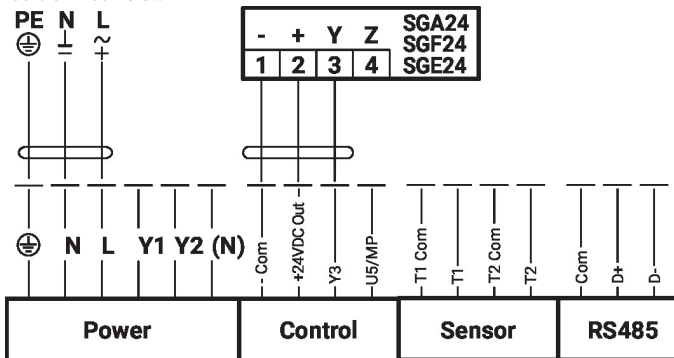 PE N L
- + Y Z
1 2 3 4
SGA24
SGF24
SGE24
N L Y1 Y2 (N)
- Com
+24VDC Out
Y3
U5/MP
T1 Com
T1
T2 Com
T2
Com
D+
D-
Power Control Sensor RS485